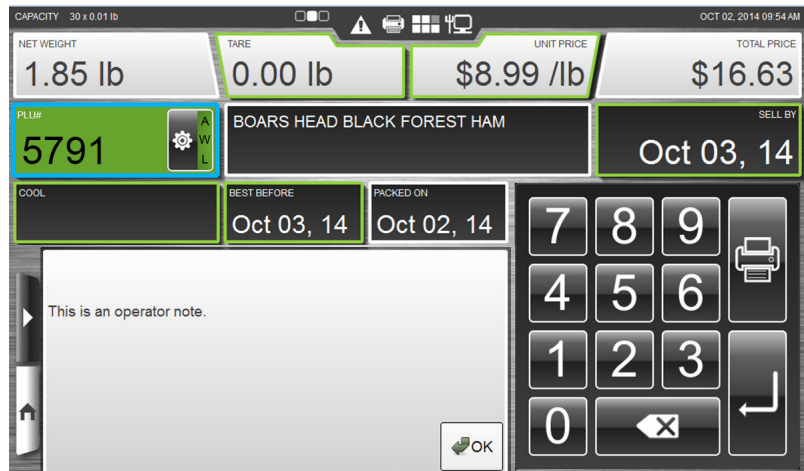 CAPACITY 30 x 0.01 lb
OCT 02, 2014 09:54 AM
NET WEIGHT
1.85 lb
TARE
0.00 lb
UNIT PRICE
$8.99 /lb
TOTAL PRICE
$16.63
PLU#
5791
A
W
L
BOARS HEAD BLACK FOREST HAM
SELL BY
Oct 03, 14
COOL
BEST BEFORE
Oct 03, 14
PACKED ON
Oct 02, 14
This is an operator note.
OK
7 8 9
4 5 6
1 2 3
0